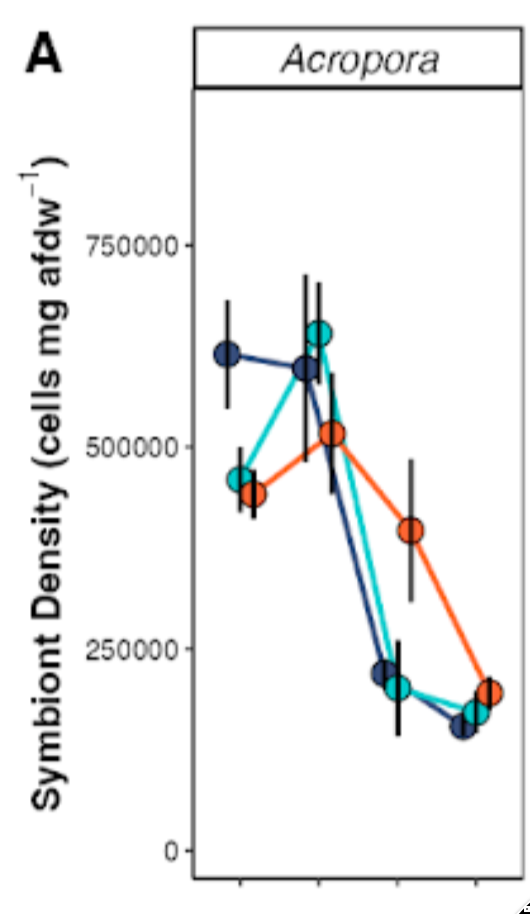 A
Acropora
Symbiont Density (cells mg afdw⁻¹)
750000
500000
250000
0